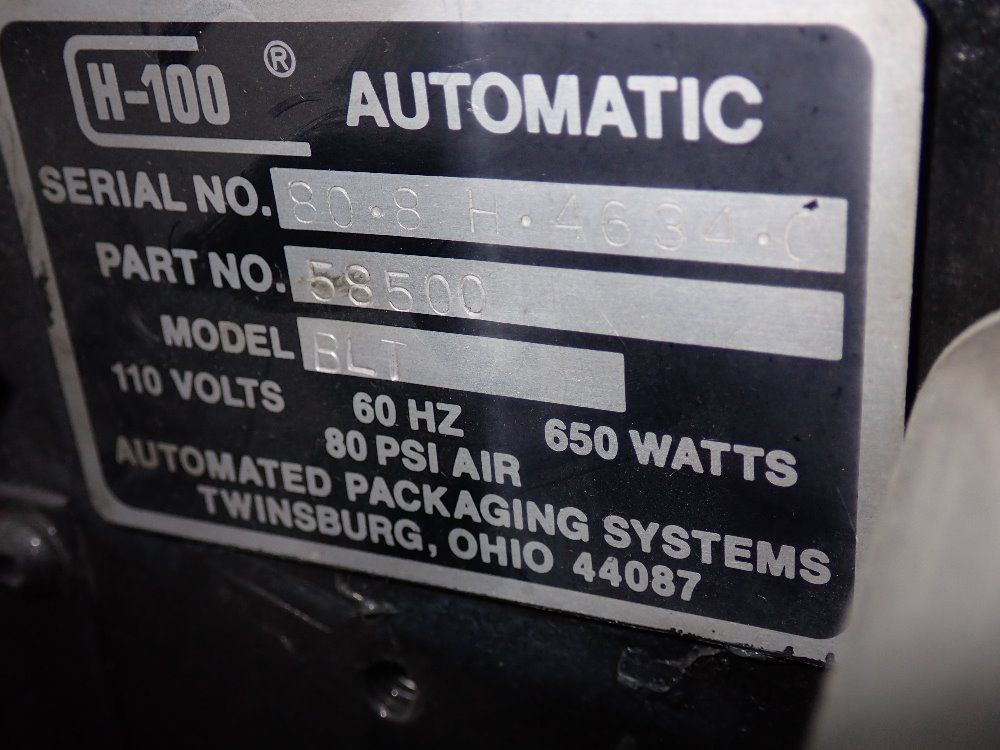 H-100 ® AUTOMATIC
SERIAL NO. 80·8 H·4634·C
PART NO. 58500
MODEL BLT
110 VOLTS 60 HZ 650 WATTS
80 PSI AIR
AUTOMATED PACKAGING SYSTEMS
TWINSBURG, OHIO 44087